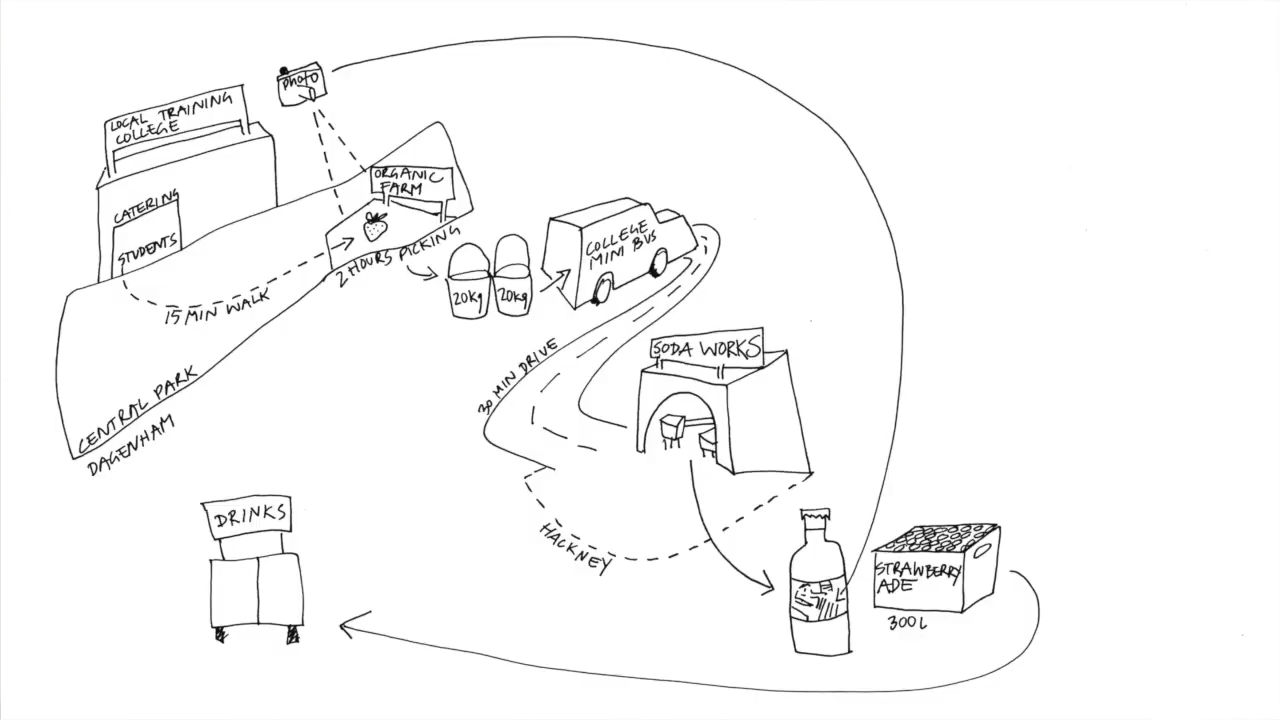 photo
LOCAL TRAINING
COLLEGE
CATERING
STUDENTS
15 MIN WALK
CENTRAL PARK
DAGENHAM
ORGANIC
FARM
2 HOURS PICKING
20Kg
20Kg
COLLEGE
MINI BUS
30 MIN DRIVE
SODA WORKS
HACKNEY
STRAWBERRY
ADE
300L
DRINKS